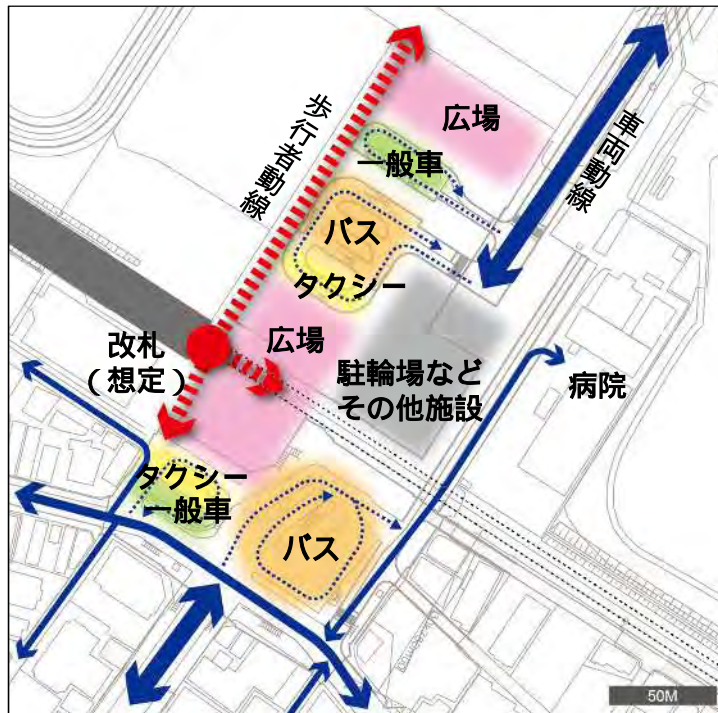 歩行者動線
広場
一般車
車両動線
バス
タクシー
改札
(想定)
広場
駐輪場など
その他施設
病院
タクシー
一般車
バス
50M